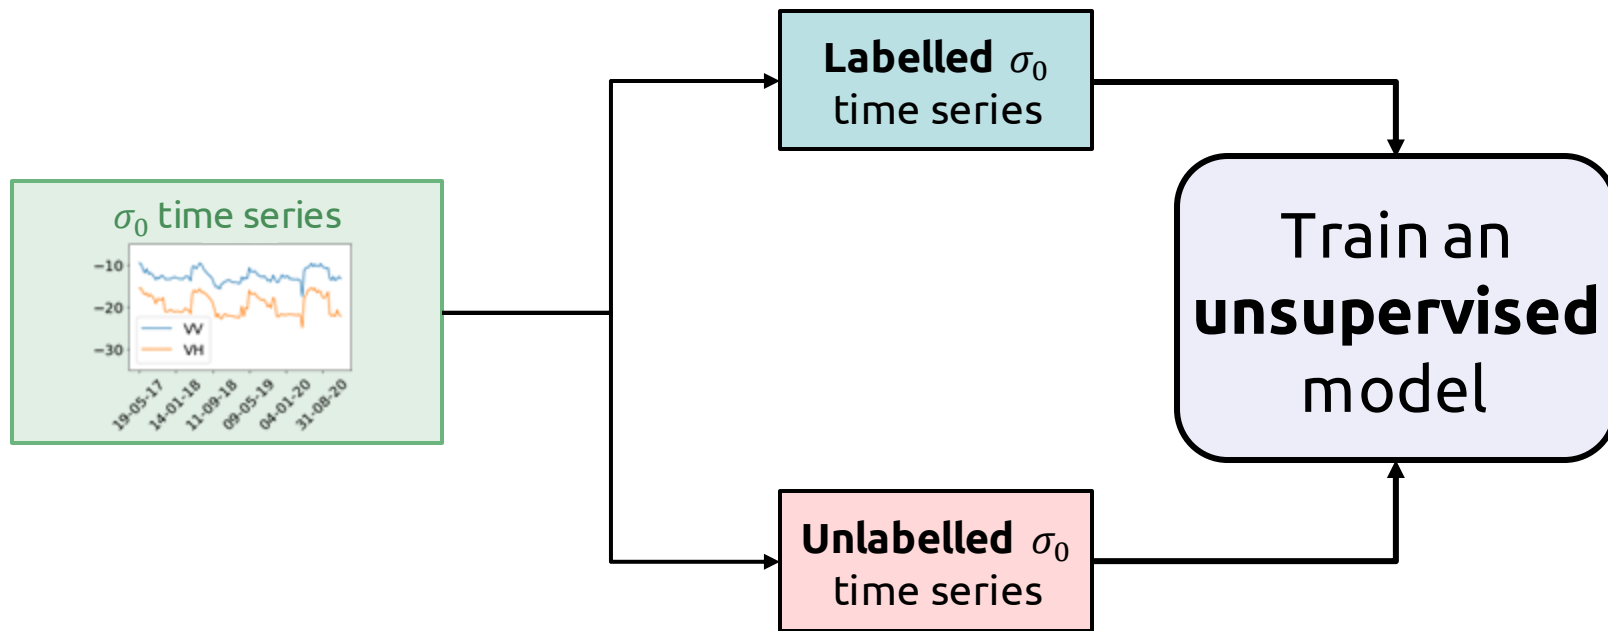 σ₀ time series
−10
−20
−30
VV
VH
19-05-17
14-01-18
11-09-18
09-05-19
04-01-20
31-08-20
Labelled σ₀
time series
Unlabelled σ₀
time series
Train an
unsupervised
model